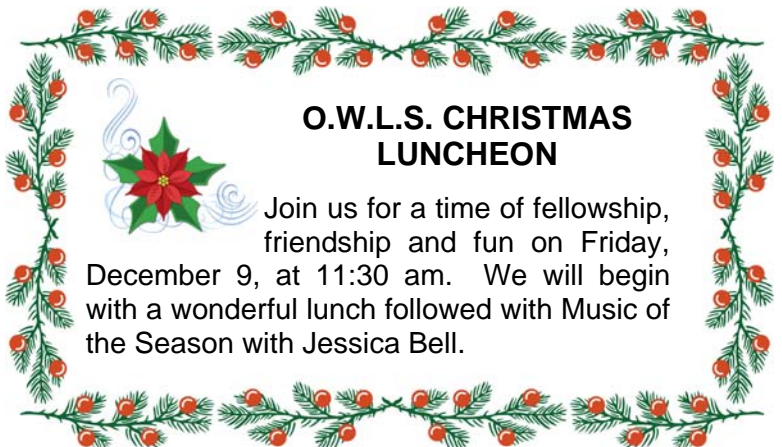 O.W.L.S. CHRISTMAS
LUNCHEON
Join us for a time of fellowship,
friendship and fun on Friday,
December 9, at 11:30 am.  We will begin
with a wonderful lunch followed with Music of
the Season with Jessica Bell.